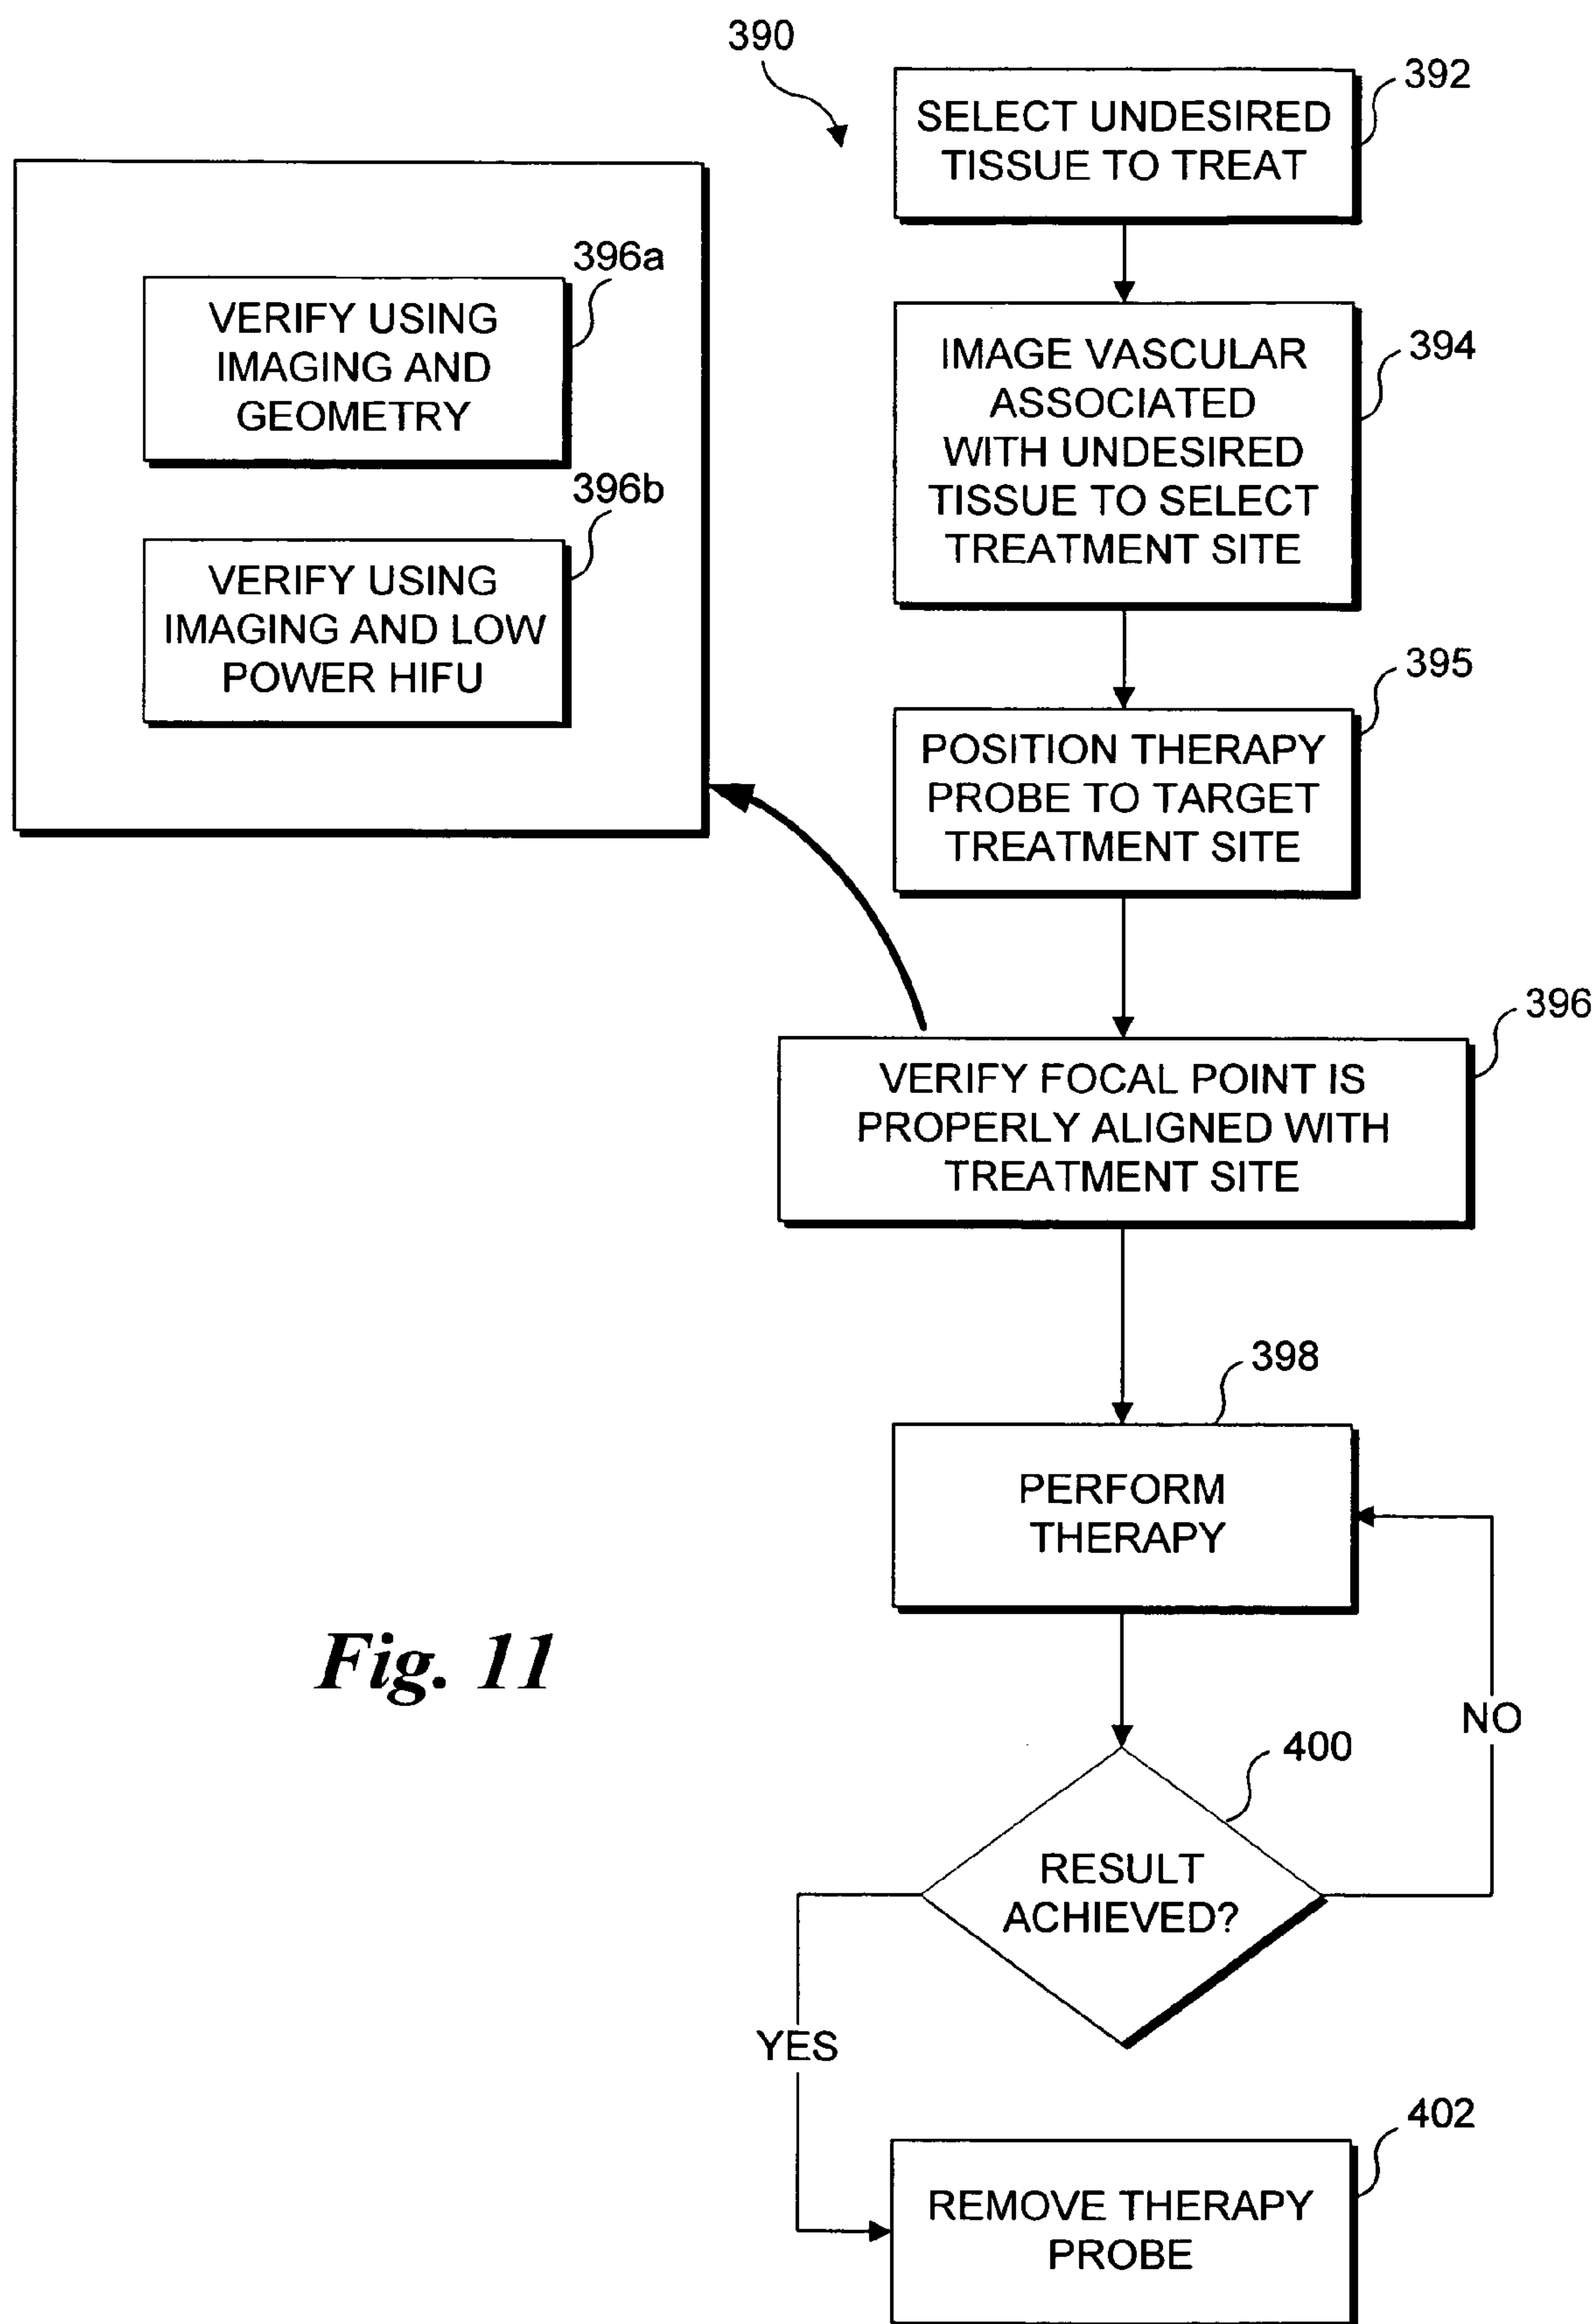 390
392
SELECT UNDESIRED
TISSUE TO TREAT
396a
VERIFY USING
IMAGING AND
GEOMETRY
396b
VERIFY USING
IMAGING AND LOW
POWER HIFU
394
IMAGE VASCULAR
ASSOCIATED
WITH UNDESIRED
TISSUE TO SELECT
TREATMENT SITE
395
POSITION THERAPY
PROBE TO TARGET
TREATMENT SITE
396
VERIFY FOCAL POINT IS
PROPERLY ALIGNED WITH
TREATMENT SITE
398
PERFORM
THERAPY
Fig. 11
NO
400
RESULT
ACHIEVED?
YES
402
REMOVE THERAPY
PROBE